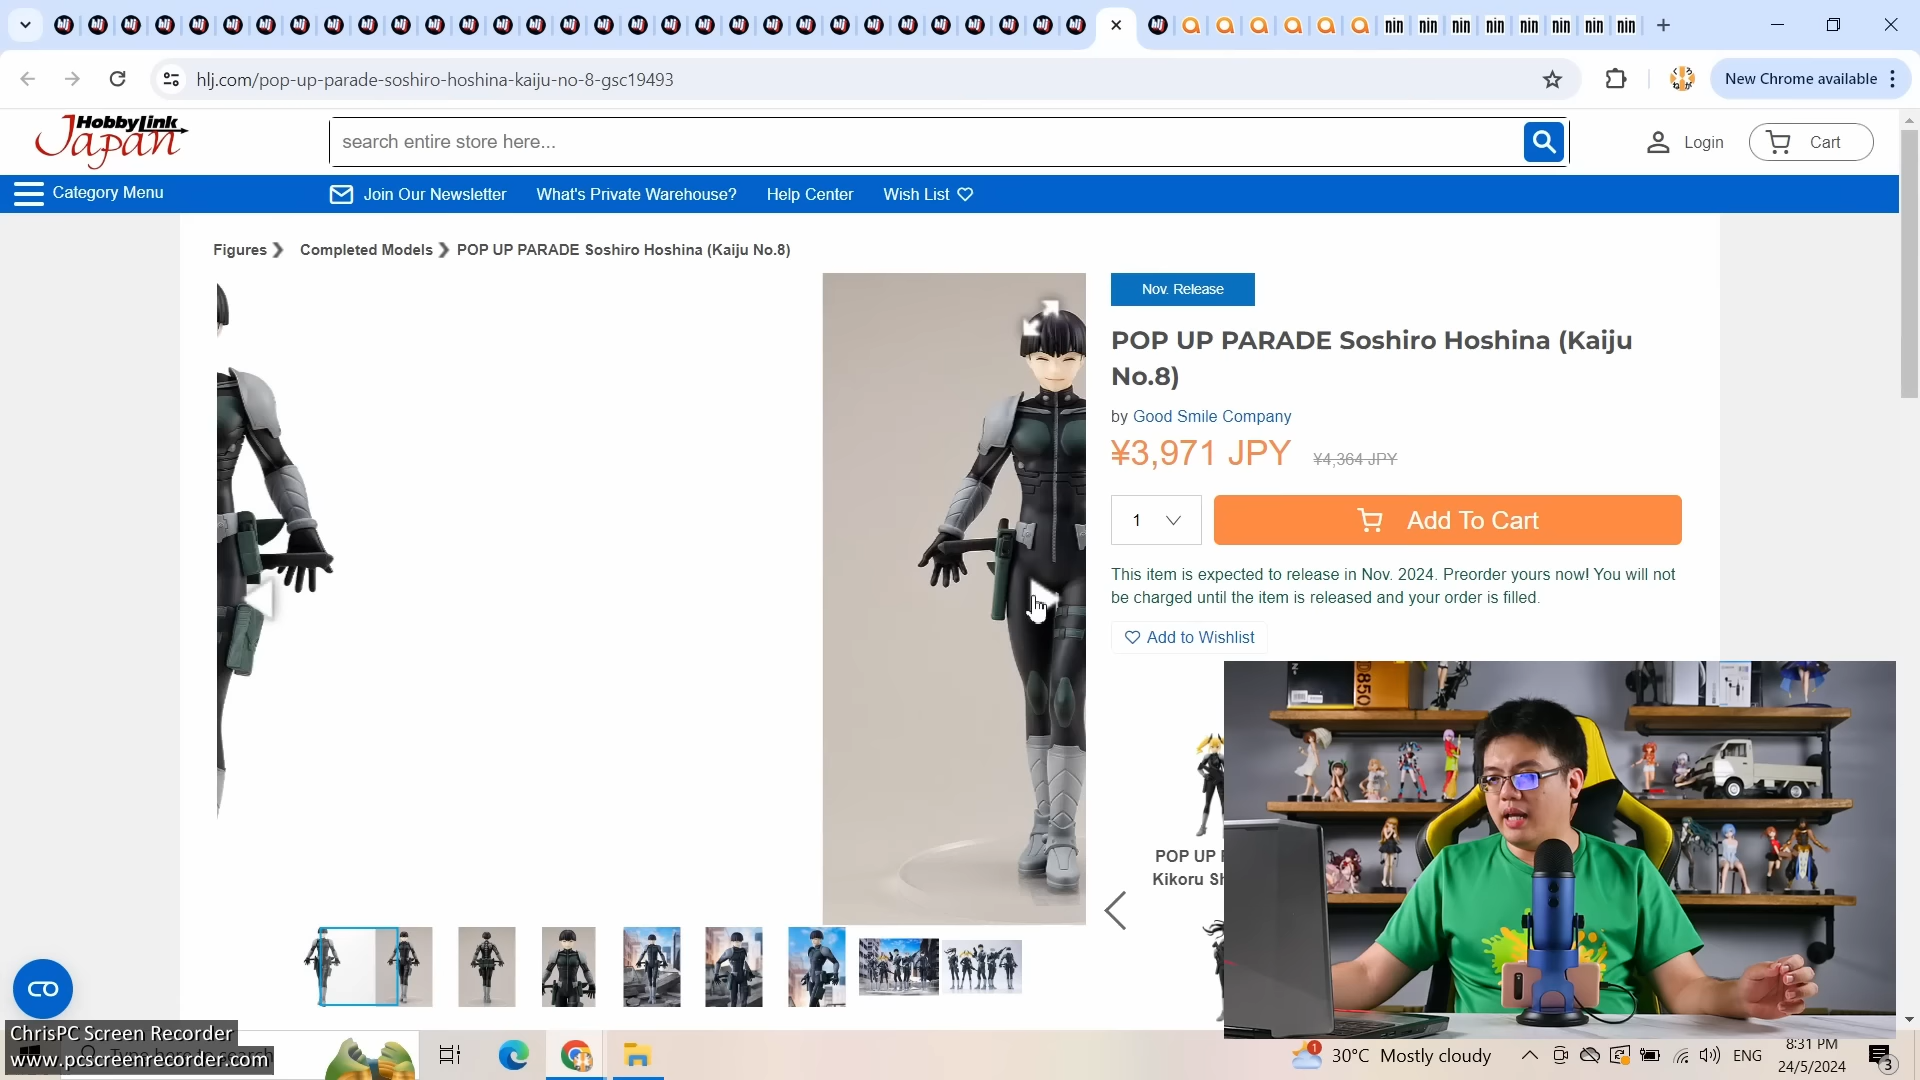 hlj.com/pop-up-parade-soshiro-hoshina-kaiju-no-8-gsc19493
New Chrome available
HobbyLink
Japan
search entire store here...
Login
Cart
Category Menu
Join Our Newsletter
What's Private Warehouse?
Help Center
Wish List
Figures
Completed Models
POP UP PARADE Soshiro Hoshina (Kaiju No.8)
Nov. Release
POP UP PARADE Soshiro Hoshina (Kaiju
No.8)
by Good Smile Company
¥3,971 JPY
¥4,364 JPY
1
Add To Cart
This item is expected to release in Nov. 2024. Preorder yours now! You will not
be charged until the item is released and your order is filled.
Add to Wishlist
POP UP
Kikoru Sh
ChrisPC Screen Recorder
www.pcscreenrecorder.com
30°C Mostly cloudy
ENG
8:31 PM
24/5/2024
3